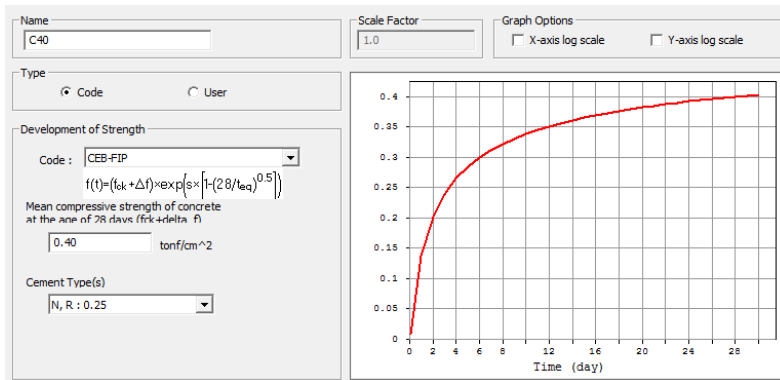 Name
C40
Scale Factor
1.0
Graph Options
X-axis log scale
Y-axis log scale
Type
Code
User
Development of Strength
Code :
CEB-FIP
f(t)=(fck+Δf)×exp(s×[1-(28/teq)^0.5])
Mean compressive strength of concrete
at the age of 28 days (fck+delta_f)
0.40
tonf/cm^2
Cement Type(s)
N, R : 0.25
0.4
0.35
0.3
0.25
0.2
0.15
0.1
0.05
0
0 2 4 6 8 12 16 20 24 28
Time (day)